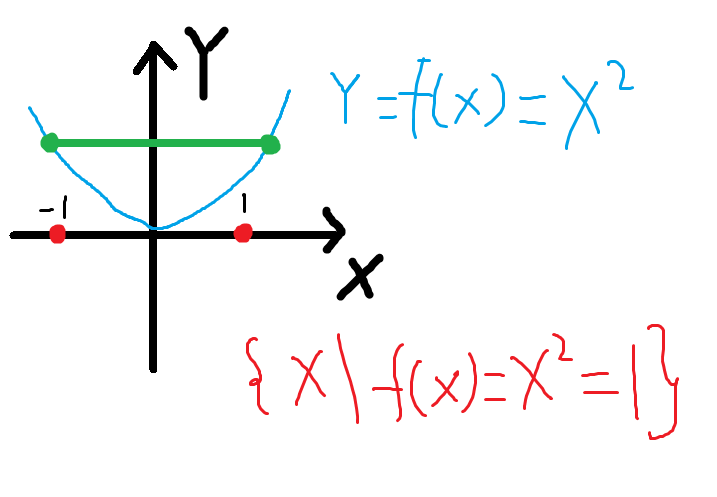 Y
Y = f(x) = X²
-1
1
X
{ X \ f(x) = X² = 1 }